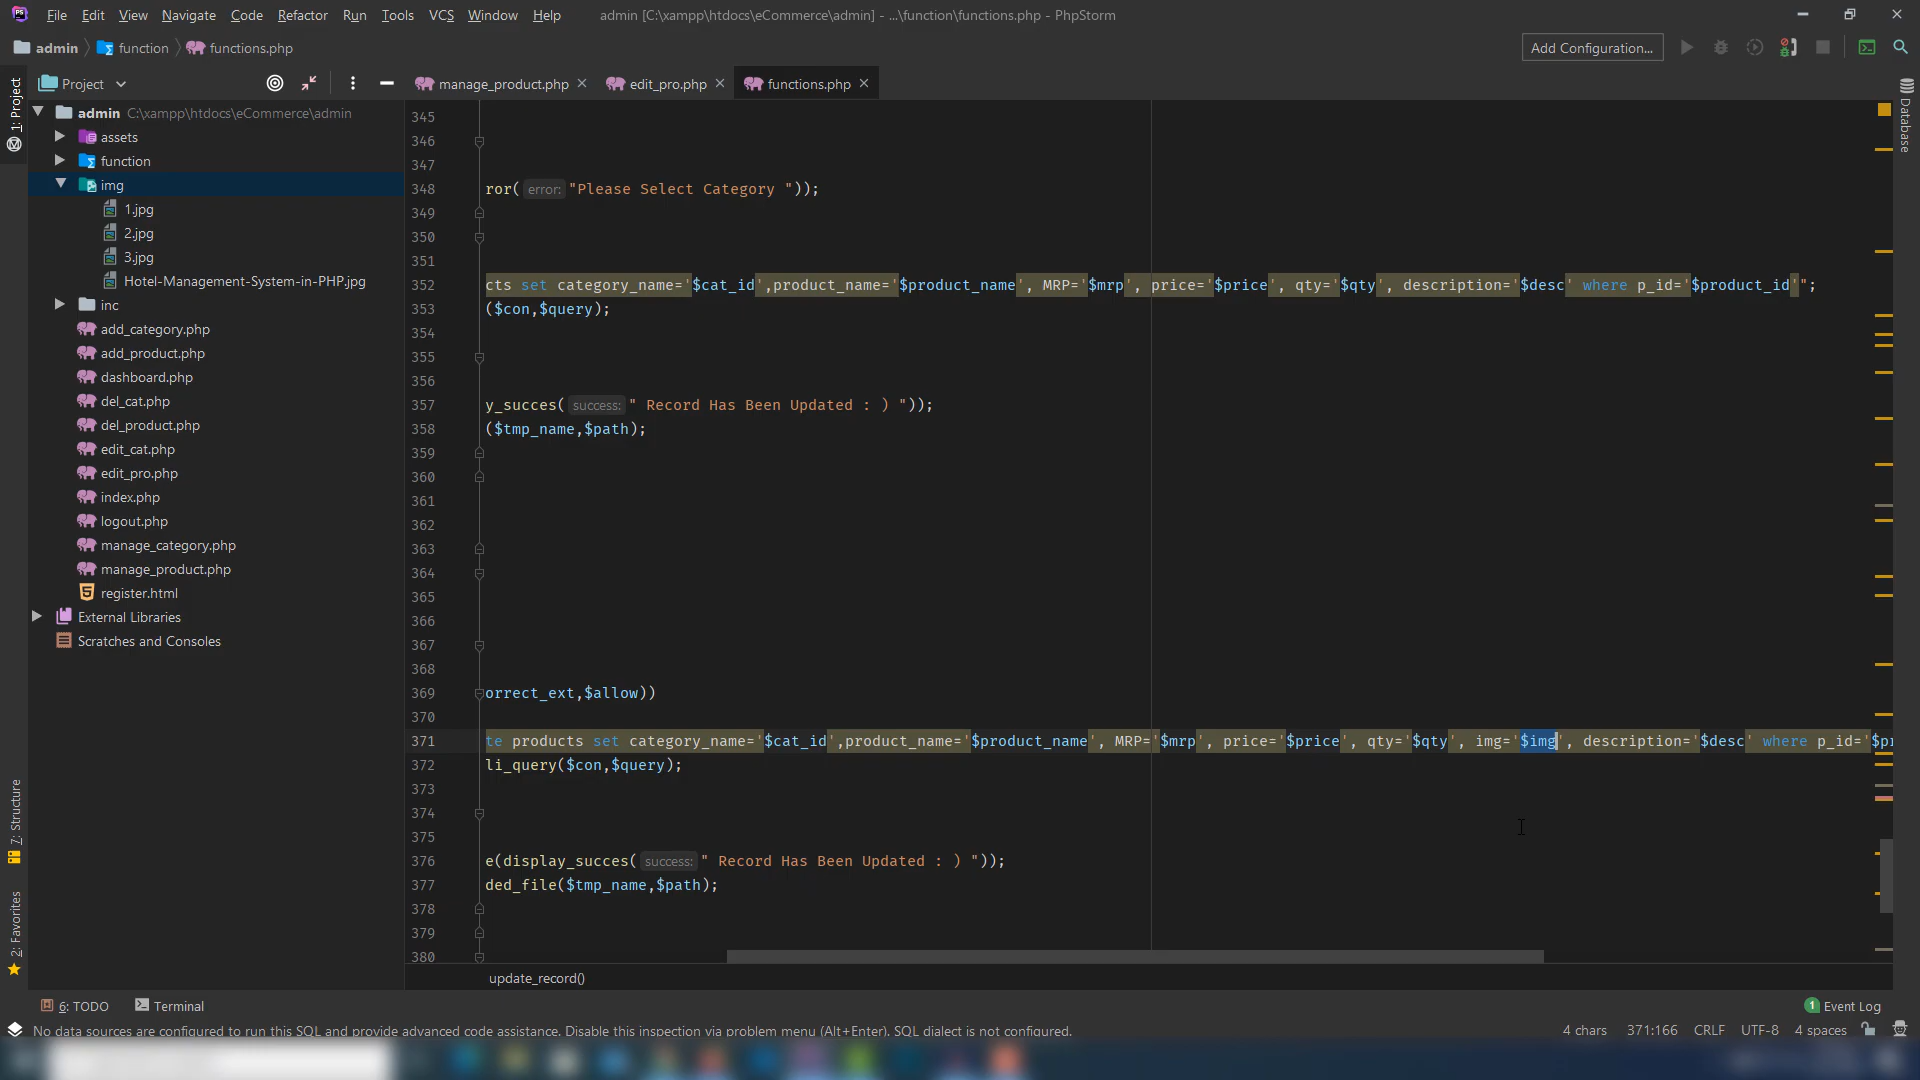 File Edit View Navigate Code Refactor Run Tools VCS Window Help admin [C:\xampp\htdocs\eCommerce\admin] - ...\function\functions.php - PhpStorm
admin function functions.php Add Configuration...
Project manage_product.php edit_pro.php functions.php
1: Project
7: Structure
2: Favorites
Database
admin C:\xampp\htdocs\eCommerce\admin
assets
function
img
1.jpg
2.jpg
3.jpg
Hotel-Management-System-in-PHP.jpg
inc
add_category.php
add_product.php
dashboard.php
del_cat.php
del_product.php
edit_cat.php
edit_pro.php
index.php
logout.php
manage_category.php
manage_product.php
register.html
External Libraries
Scratches and Consoles
345
346
347
348 ror( error: "Please Select Category "));
349
350
351
352 cts set category_name='$cat_id',product_name='$product_name', MRP='$mrp', price='$price', qty='$qty', description='$desc' where p_id='$product_id'";
353 ($con,$query);
354
355
356
357 y_succes( success: " Record Has Been Updated : ) "));
358 ($tmp_name,$path);
359
360
361
362
363
364
365
366
367
368
369 orrect_ext,$allow))
370
371 te products set category_name='$cat_id',product_name='$product_name', MRP='$mrp', price='$price', qty='$qty', img='$img', description='$desc' where p_id='$pr
372 li_query($con,$query);
373
374
375
376 e(display_succes( success: " Record Has Been Updated : ) "));
377 ded_file($tmp_name,$path);
378
379
380
update_record()
6: TODO Terminal 1 Event Log
No data sources are configured to run this SQL and provide advanced code assistance. Disable this inspection via problem menu (Alt+Enter). SQL dialect is not configured. 4 chars 371:166 CRLF UTF-8 4 spaces